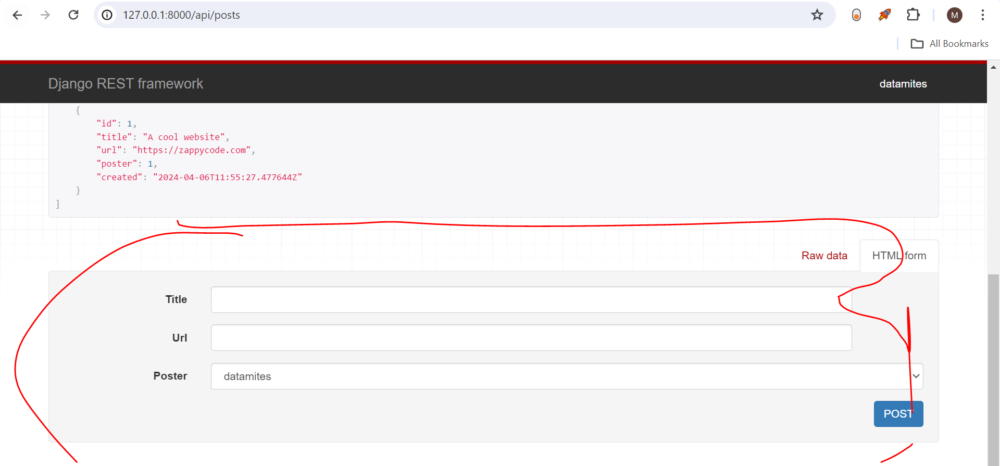 127.0.0.1:8000/api/posts
M
All Bookmarks
Django REST framework
datamites
{
"id": 1,
"title": "A cool website",
"url": "https://zappycode.com",
"poster": 1,
"created": "2024-04-06T11:55:27.477644Z"
}
]
Raw data
HTML form
Title
Url
Poster
datamites
POST